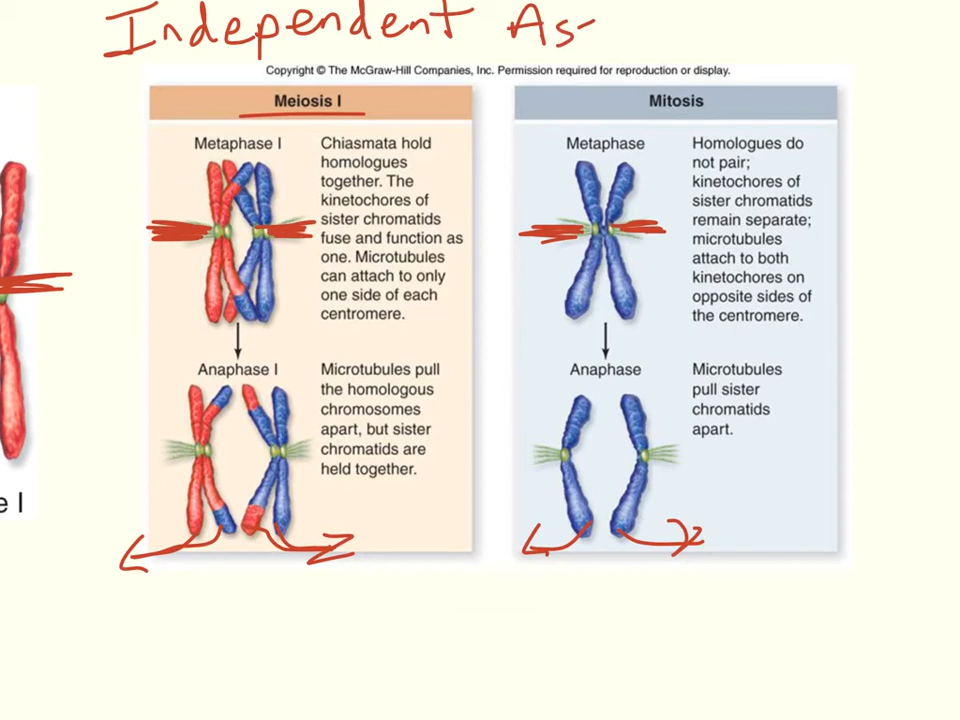 Independent As-
Copyright © The McGraw-Hill Companies, Inc. Permission required for reproduction or display.
Meiosis I
Metaphase I
Chiasmata hold
homologues
together. The
kinetochores of
sister chromatids
fuse and function as
one. Microtubules
can attach to only
one side of each
centromere.
Anaphase I
Microtubules pull
the homologous
chromosomes
apart, but sister
chromatids are
held together.
Mitosis
Metaphase
Homologues do
not pair;
kinetochores of
sister chromatids
remain separate;
microtubules
attach to both
kinetochores on
opposite sides of
the centromere.
Anaphase
Microtubules
pull sister
chromatids
apart.
e I